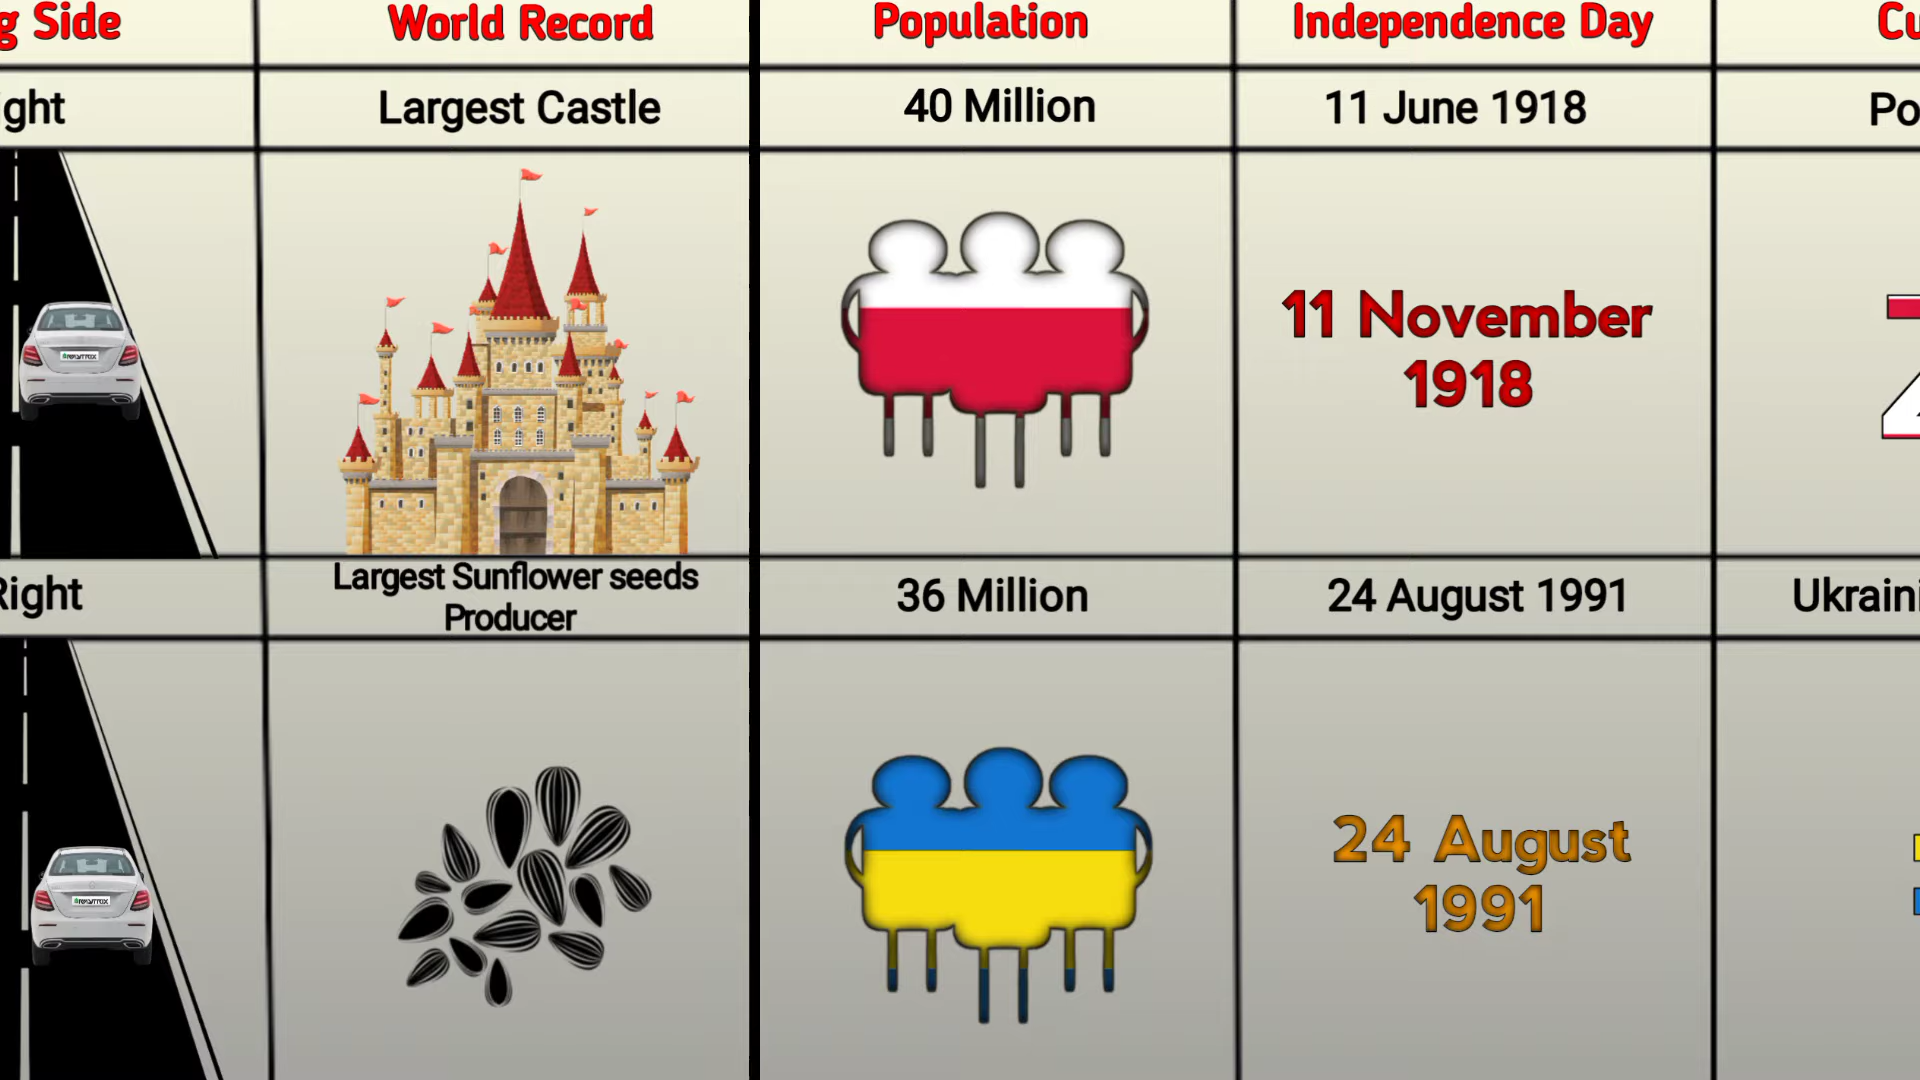 g Side
World Record
Population
Independence Day
Cu
ight
Largest Castle
40 Million
11 June 1918
Po
11 November
1918
Right
Largest Sunflower seeds
Producer
36 Million
24 August 1991
Ukraini
24 August
1991